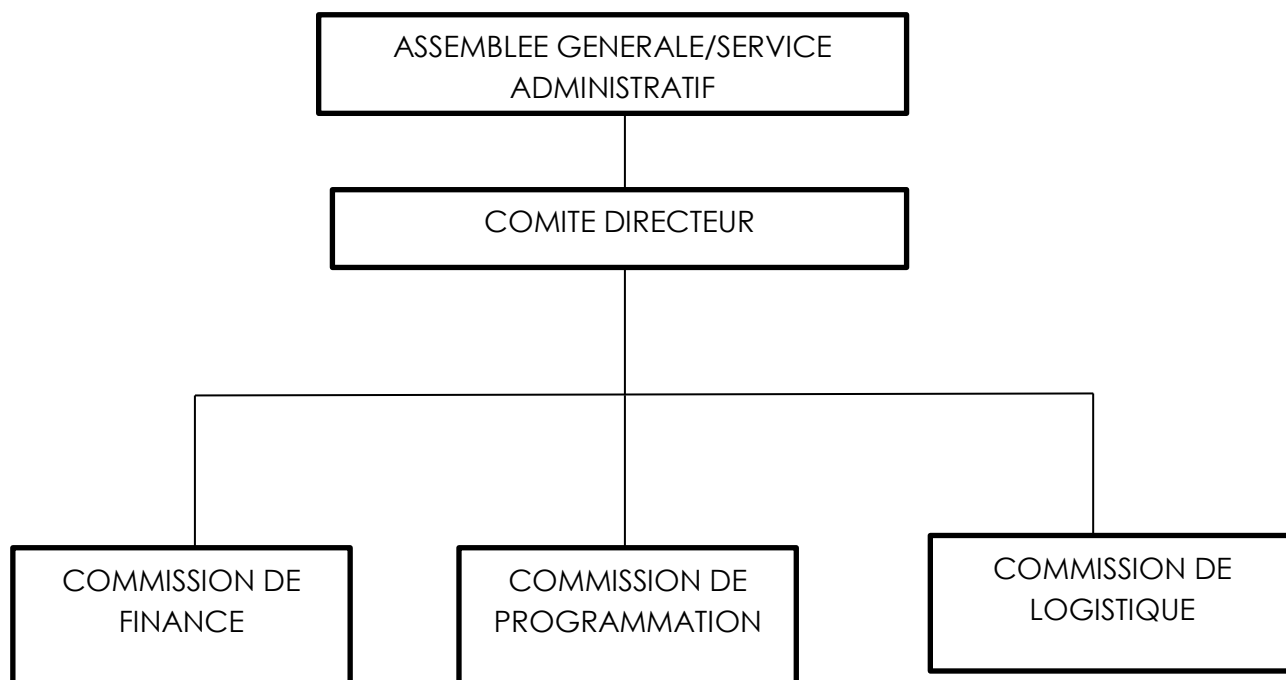 ASSEMBLEE GENERALE/SERVICE
ADMINISTRATIF
COMITE DIRECTEUR
COMMISSION DE
FINANCE
COMMISSION DE
PROGRAMMATION
COMMISSION DE
LOGISTIQUE